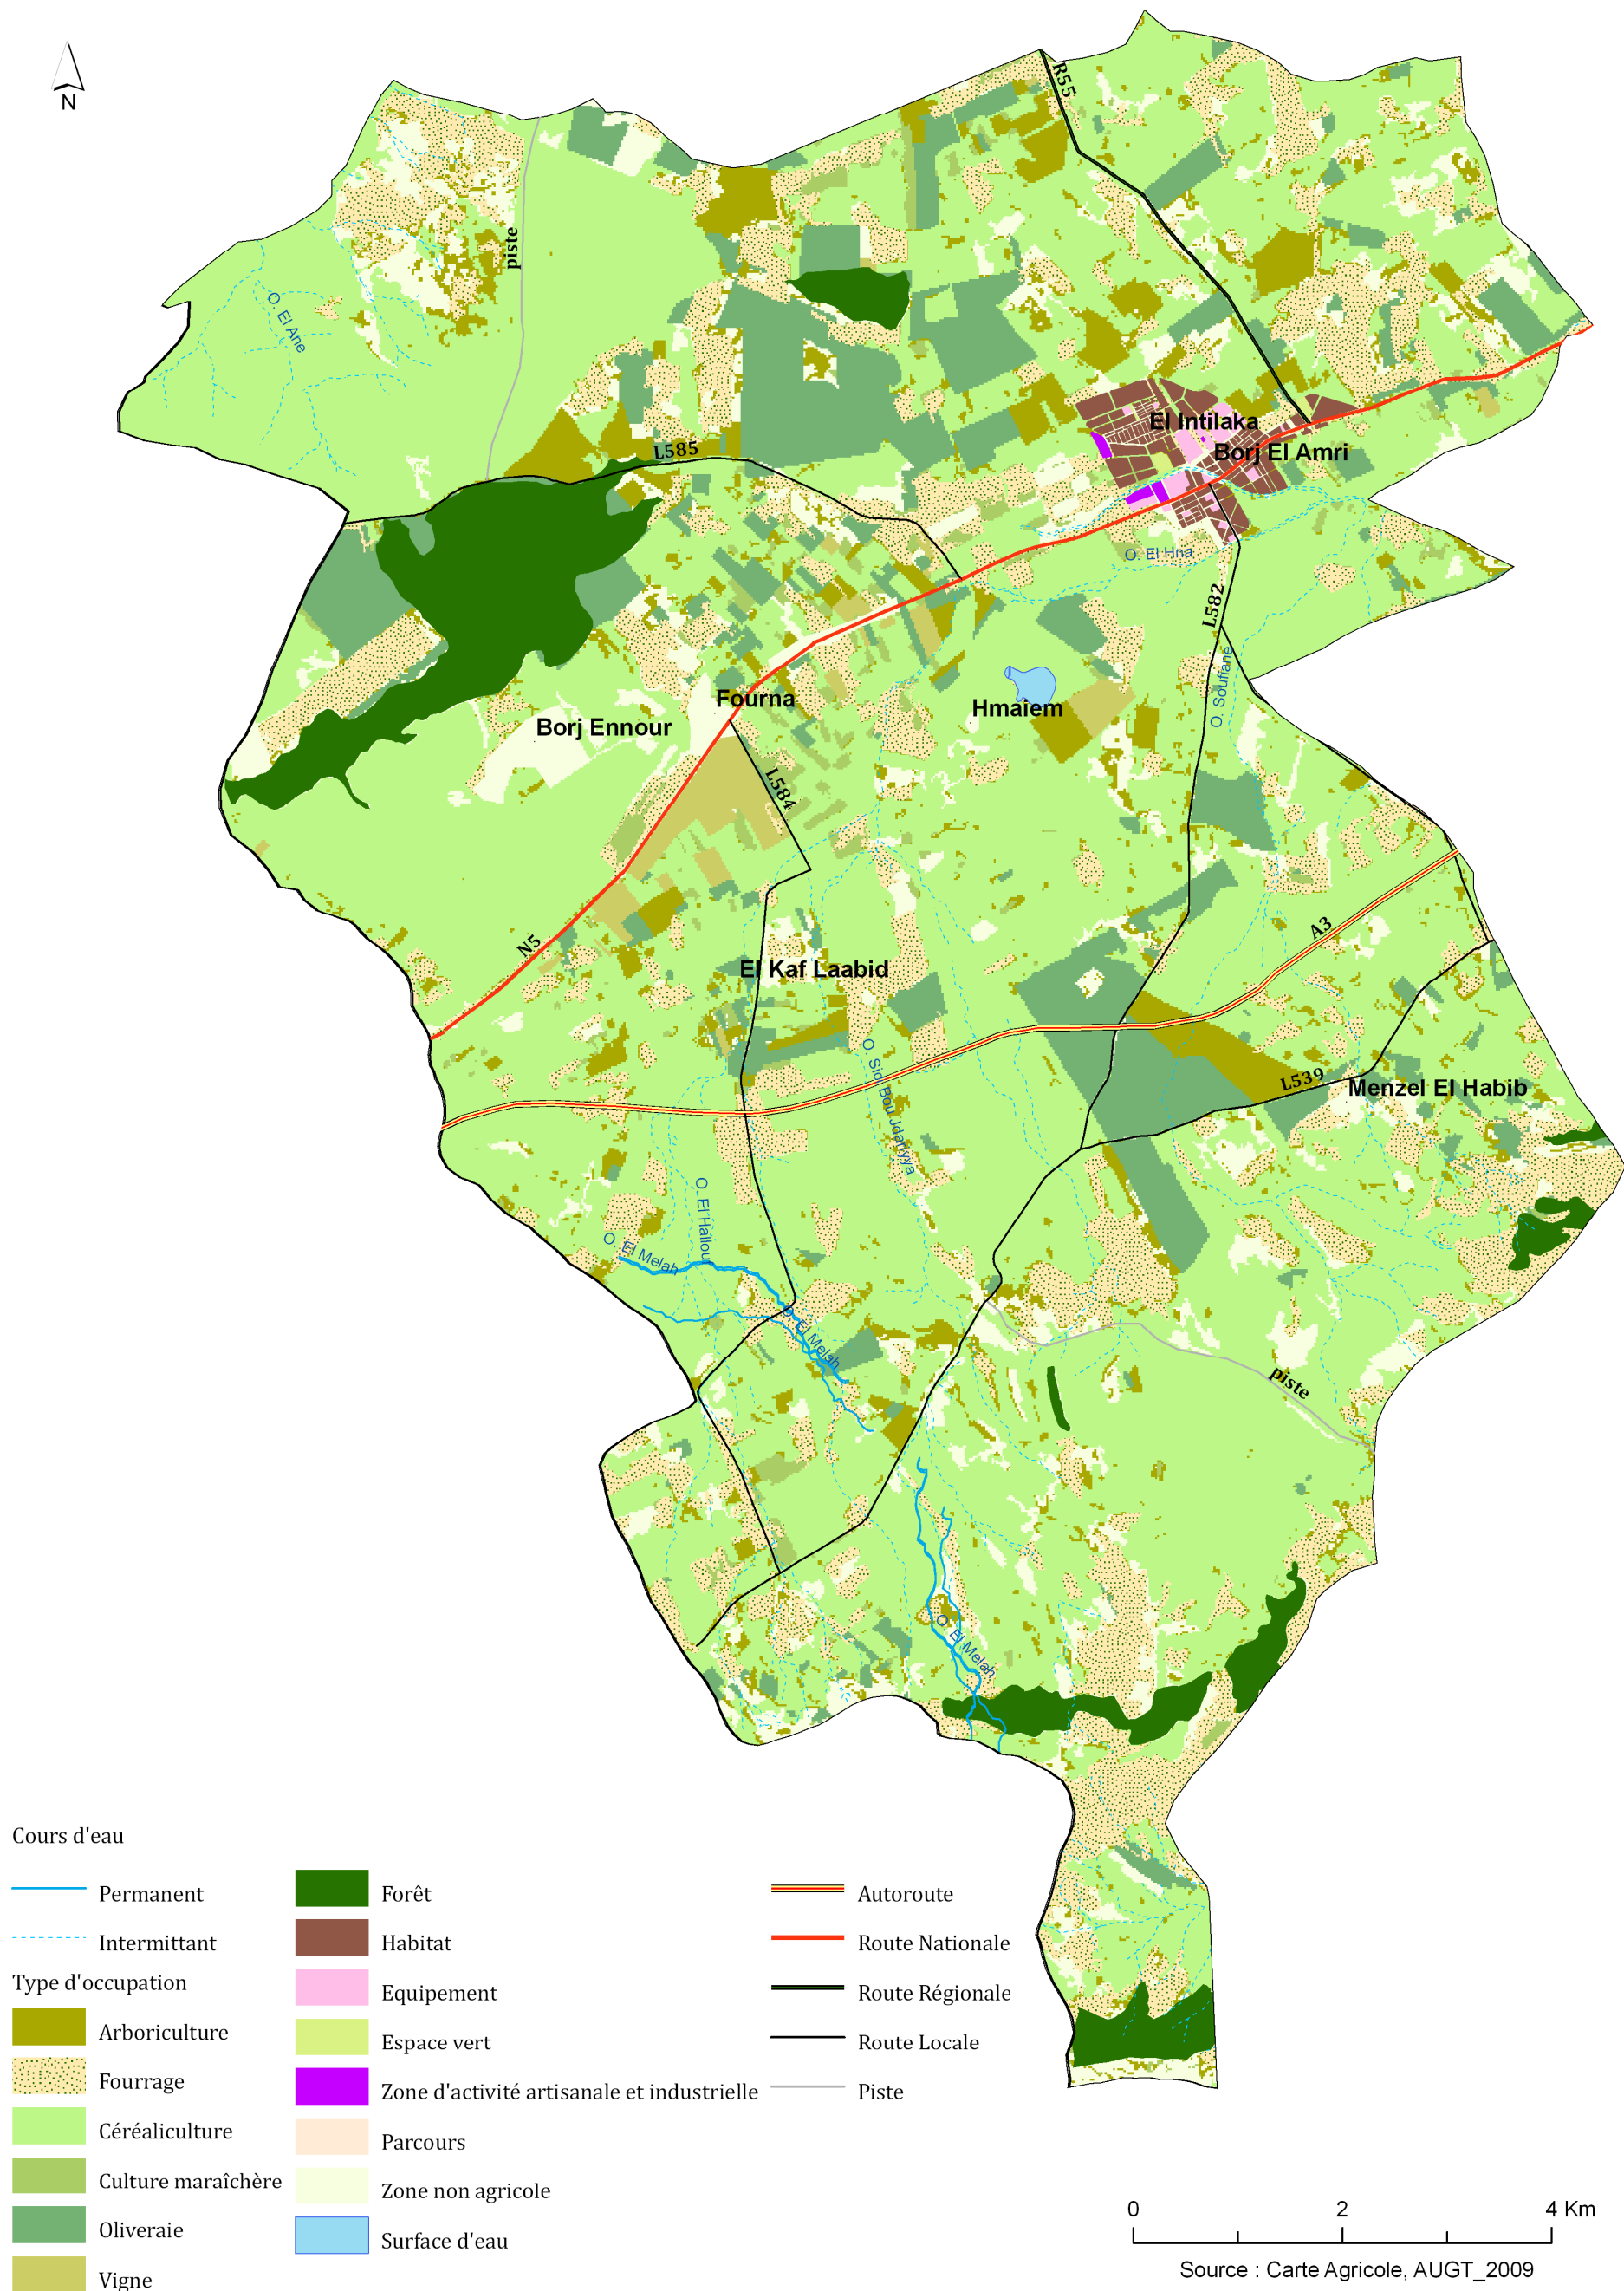 N
R55
piste
O. El Ane
El Intilaka
Borj El Amri
L585
O. El Hna
L582
O. Soufiane
Fourna
Hmaiem
Borj Ennour
L584
N5
A3
El Kaf Laabid
O. Sidi Bou Jdariyya
L539
Menzel El Habib
O. El Hallouf
O. El Melah
O. El Melah
piste
O. El Melah
Cours d'eau
Permanent
Intermittant
Type d'occupation
Arboriculture
Fourrage
Céréaliculture
Culture maraîchère
Oliveraie
Vigne
Forêt
Habitat
Equipement
Espace vert
Zone d'activité artisanale et industrielle
Parcours
Zone non agricole
Surface d'eau
Autoroute
Route Nationale
Route Régionale
Route Locale
Piste
0 2 4 Km
Source : Carte Agricole, AUGT_2009